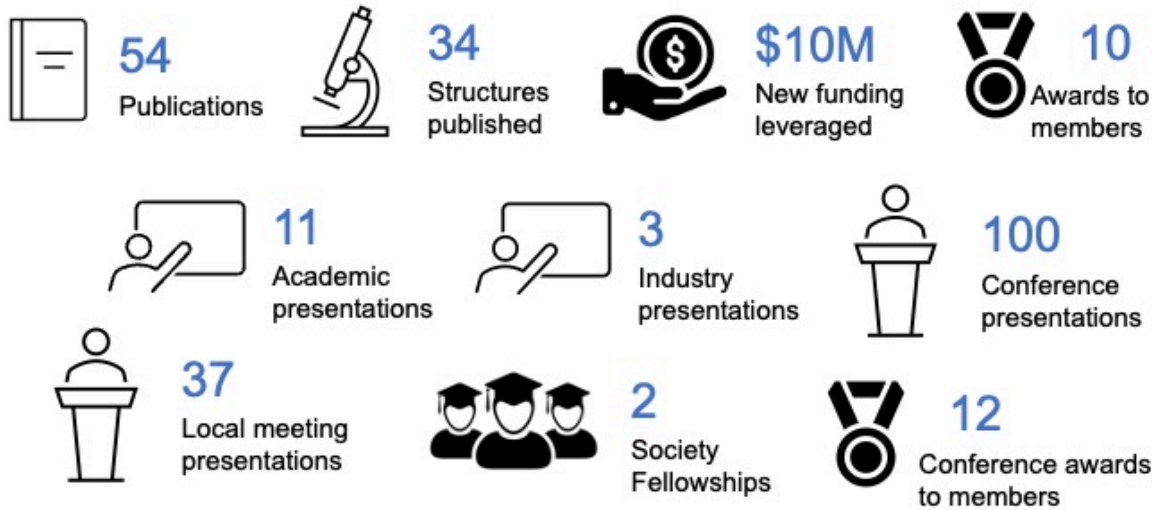 54
Publications
34
Structures
published
$
$10M
New funding
leveraged
10
Awards to
members
11
Academic
presentations
3
Industry
presentations
100
Conference
presentations
37
Local meeting
presentations
2
Society
Fellowships
12
Conference awards
to members